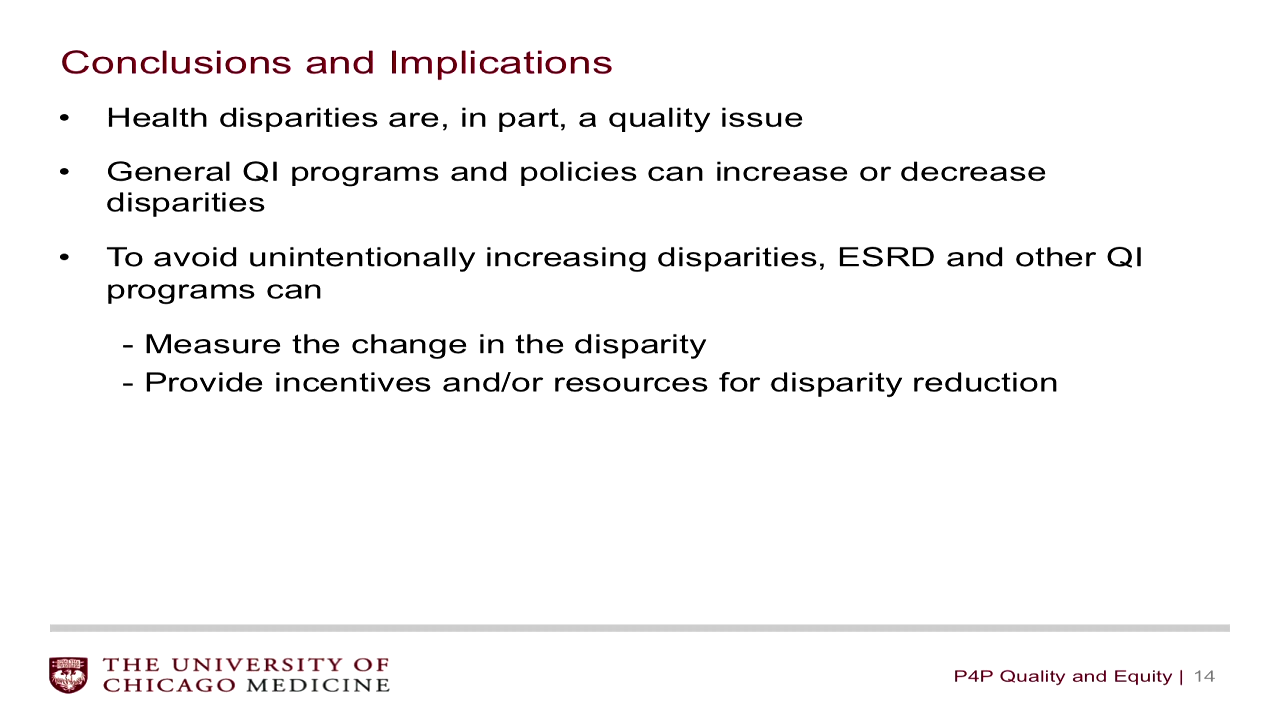 Conclusions and Implications
• Health disparities are, in part, a quality issue
• General QI programs and policies can increase or decrease
disparities
• To avoid unintentionally increasing disparities, ESRD and other QI
programs can
- Measure the change in the disparity
- Provide incentives and/or resources for disparity reduction
THE UNIVERSITY OF
CHICAGO MEDICINE
P4P Quality and Equity | 14